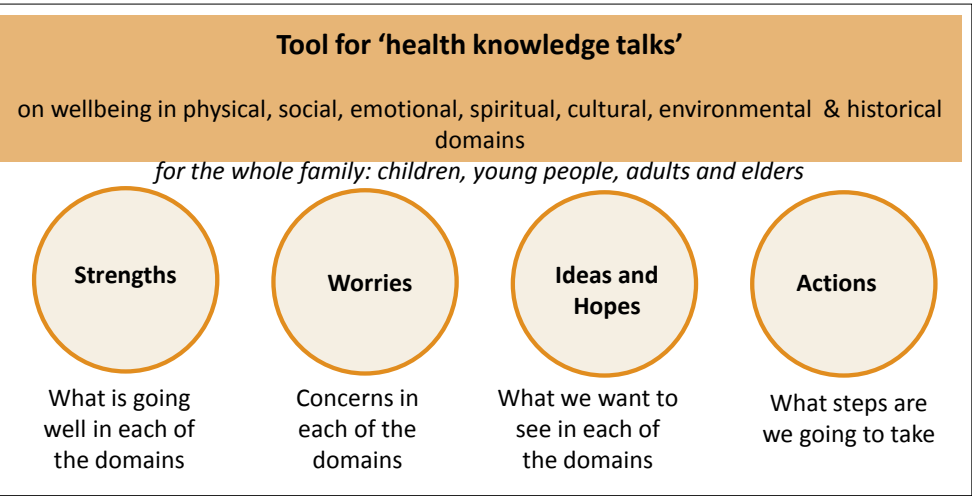 Tool for ‘health knowledge talks’
on wellbeing in physical, social, emotional, spiritual, cultural, environmental & historical
domains
for the whole family: children, young people, adults and elders
Strengths
Worries
Ideas and
Hopes
Actions
What is going
well in each of
the domains
Concerns in
each of the
domains
What we want to
see in each of
the domains
What steps are
we going to take